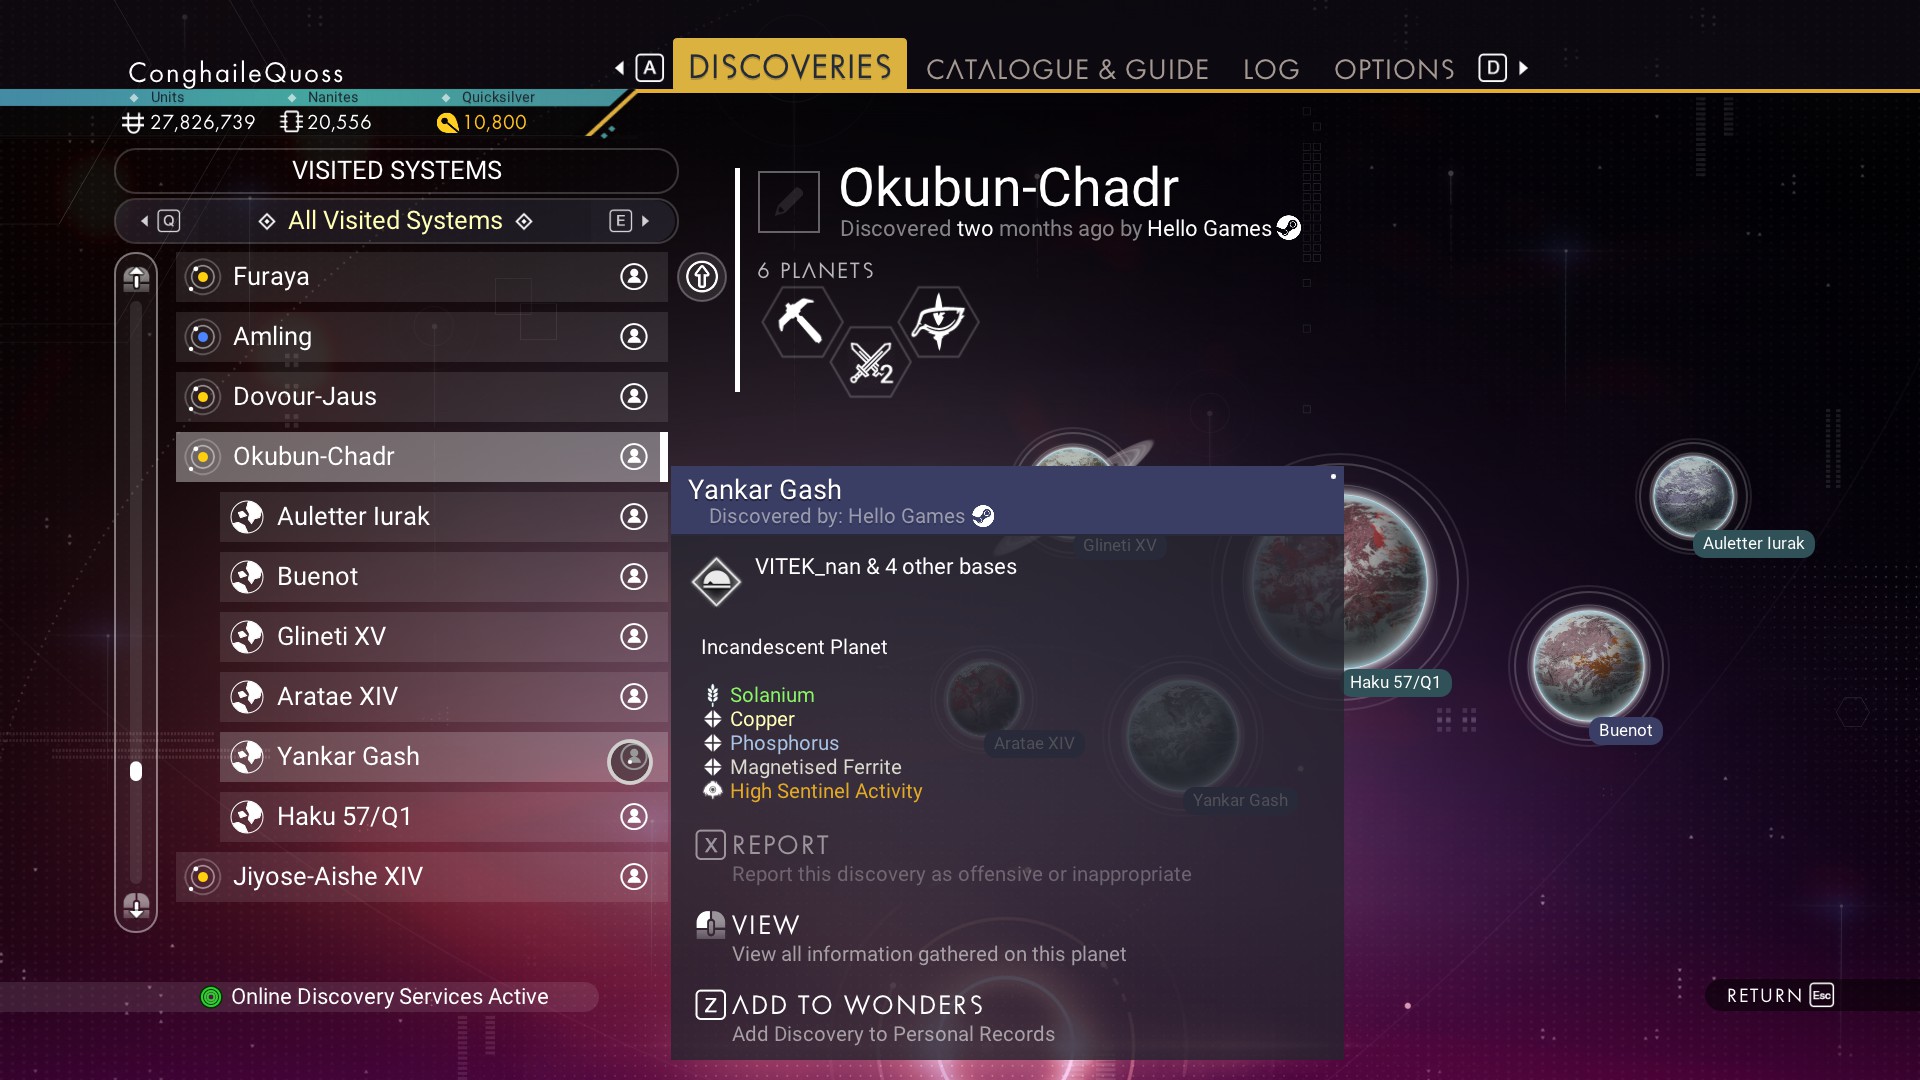 ConghaileQuoss
Units
Nanites
Quicksilver
27,826,739
20,556
10,800
A
DISCOVERIES
CATALOGUE & GUIDE
LOG
OPTIONS
D
VISITED SYSTEMS
Q
All Visited Systems
E
Furaya
Amling
Dovour-Jaus
Okubun-Chadr
Auletter Iurak
Buenot
Glineti XV
Aratae XIV
Yankar Gash
Haku 57/Q1
Jiyose-Aishe XIV
Online Discovery Services Active
Okubun-Chadr
Discovered two months ago by Hello Games
6 PLANETS
2
Yankar Gash
Discovered by: Hello Games
VITEK_nan & 4 other bases
Incandescent Planet
Solanium
Copper
Phosphorus
Magnetised Ferrite
High Sentinel Activity
X REPORT
Report this discovery as offensive or inappropriate
VIEW
View all information gathered on this planet
Z ADD TO WONDERS
Add Discovery to Personal Records
Glineti XV
Aratae XIV
Yankar Gash
Haku 57/Q1
Auletter Iurak
Buenot
RETURN Esc